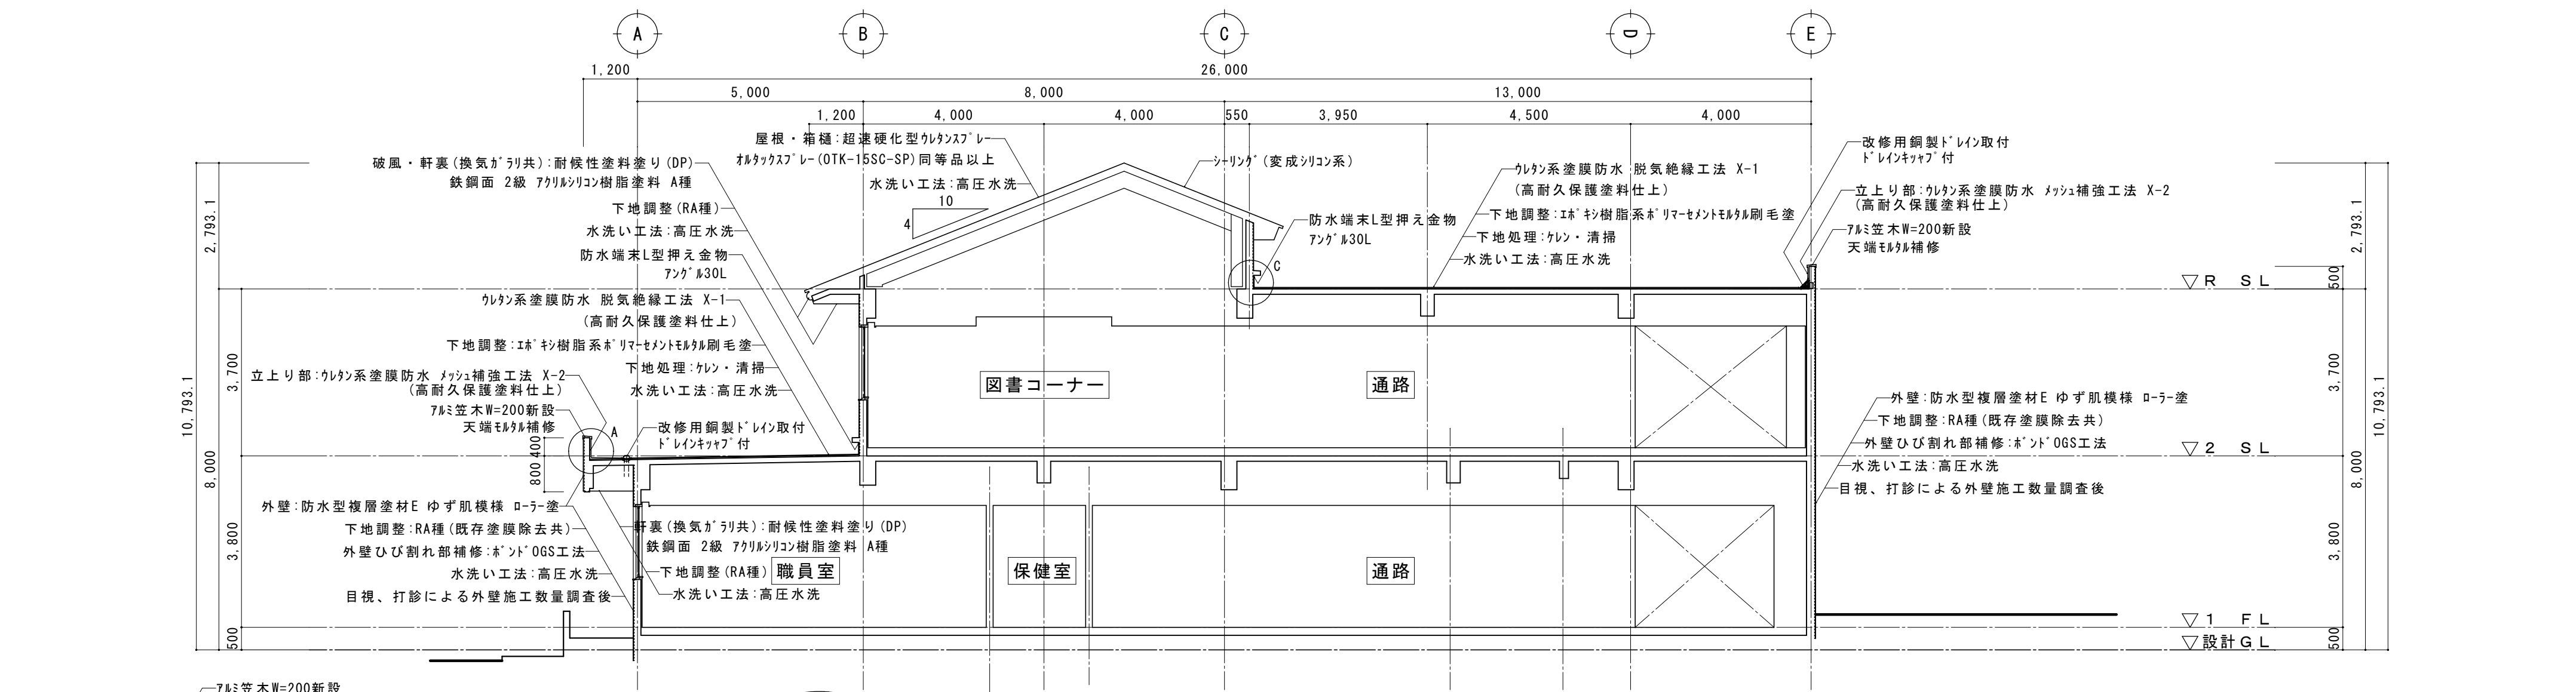 A
B
C
D
E
1,200
26,000
5,000
8,000
13,000
1,200
4,000
4,000
550
3,950
4,500
4,000
屋根・箱樋:超速硬化型ｳﾚﾀﾝｽﾌﾟﾚｰ
ｵﾙﾀｯｸｽﾌﾟﾚｰ(OTK-15SC-SP)同等品以上
水洗い工法:高圧水洗
10
4
ｼｰﾘﾝｸﾞ(変成ｼﾘｺﾝ系)
破風・軒裏(換気ｶﾞﾗﾘ共):耐候性塗料塗り(DP)
鉄鋼面 2級 ｱｸﾘﾙｼﾘｺﾝ樹脂塗料 A種
下地調整(RA種)
水洗い工法:高圧水洗
防水端末L型押え金物
ｱﾝｸﾞﾙ30L
ｳﾚﾀﾝ系塗膜防水 脱気絶縁工法 X-1
(高耐久保護塗料仕上)
下地調整:ｴﾎﾟｷｼ樹脂系ﾎﾟﾘﾏｰｾﾒﾝﾄﾓﾙﾀﾙ刷毛塗
下地処理:ｹﾚﾝ・清掃
水洗い工法:高圧水洗
立上り部:ｳﾚﾀﾝ系塗膜防水 ﾒｯｼｭ補強工法 X-2
(高耐久保護塗料仕上)
ｱﾙﾐ笠木W=200新設
天端ﾓﾙﾀﾙ補修
A
改修用銅製ﾄﾞﾚｲﾝ取付
ﾄﾞﾚｲﾝｷｬｯﾌﾟ付
防水端末L型押え金物
ｱﾝｸﾞﾙ30L
C
ｳﾚﾀﾝ系塗膜防水 脱気絶縁工法 X-1
(高耐久保護塗料仕上)
下地調整:ｴﾎﾟｷｼ樹脂系ﾎﾟﾘﾏｰｾﾒﾝﾄﾓﾙﾀﾙ刷毛塗
下地処理:ｹﾚﾝ・清掃
水洗い工法:高圧水洗
改修用銅製ﾄﾞﾚｲﾝ取付
ﾄﾞﾚｲﾝｷｬｯﾌﾟ付
立上り部:ｳﾚﾀﾝ系塗膜防水 ﾒｯｼｭ補強工法 X-2
(高耐久保護塗料仕上)
ｱﾙﾐ笠木W=200新設
天端ﾓﾙﾀﾙ補修
2,793.1
3,700
10,793.1
8,000
3,800
500
400
800
2,793.1
500
3,700
10,793.1
8,000
3,800
500
▽R SL
▽2 SL
▽1 FL
▽設計GL
図書コーナー
通路
職員室
保健室
通路
外壁:防水型複層塗材E ゆず肌模様 ﾛｰﾗｰ塗
下地調整:RA種(既存塗膜除去共)
外壁ひび割れ部補修:ﾎﾞﾝﾄﾞOGS工法
水洗い工法:高圧水洗
目視、打診による外壁施工数量調査後
軒裏(換気ｶﾞﾗﾘ共):耐候性塗料塗り(DP)
鉄鋼面 2級 ｱｸﾘﾙｼﾘｺﾝ樹脂塗料 A種
下地調整(RA種)
水洗い工法:高圧水洗
外壁:防水型複層塗材E ゆず肌模様 ﾛｰﾗｰ塗
下地調整:RA種(既存塗膜除去共)
外壁ひび割れ部補修:ﾎﾞﾝﾄﾞOGS工法
水洗い工法:高圧水洗
目視、打診による外壁施工数量調査後
ｱﾙﾐ笠木W=200新設